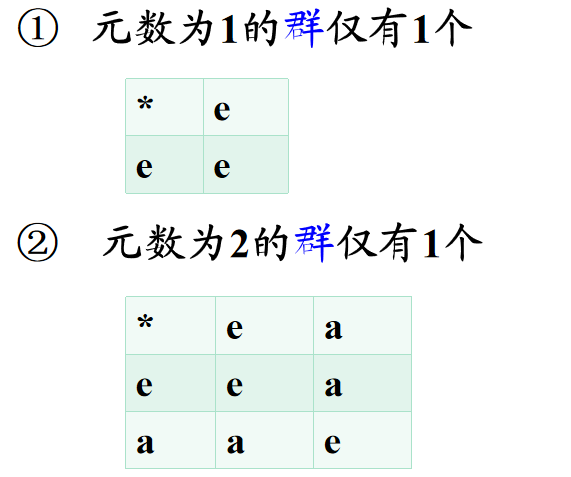 ① 元数为1的群仅有1个
* e
e e
② 元数为2的群仅有1个
* e a
e e a
a a e